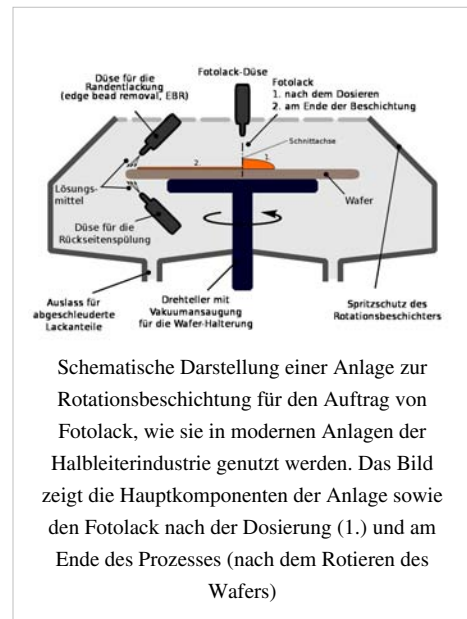 Düse für die
Randentlackung
(edge bead removal, EBR)
Fotolack-Düse
Fotolack
1. nach dem Dosieren
2. am Ende der Beschichtung
Schnittachse
2.
1.
Lösungs-
mittel
Wafer
Düse für die
Rückseitenspülung
Auslass für
abgeschleuderte
Lackanteile
Drehteller mit
Vakuumansaugung
für die Wafer-Halterung
Spritzschutz des
Rotationsbeschichters
Schematische Darstellung einer Anlage zur
Rotationsbeschichtung für den Auftrag von
Fotolack, wie sie in modernen Anlagen der
Halbleiterindustrie genutzt werden. Das Bild
zeigt die Hauptkomponenten der Anlage sowie
den Fotolack nach der Dosierung (1.) und am
Ende des Prozesses (nach dem Rotieren des
Wafers)